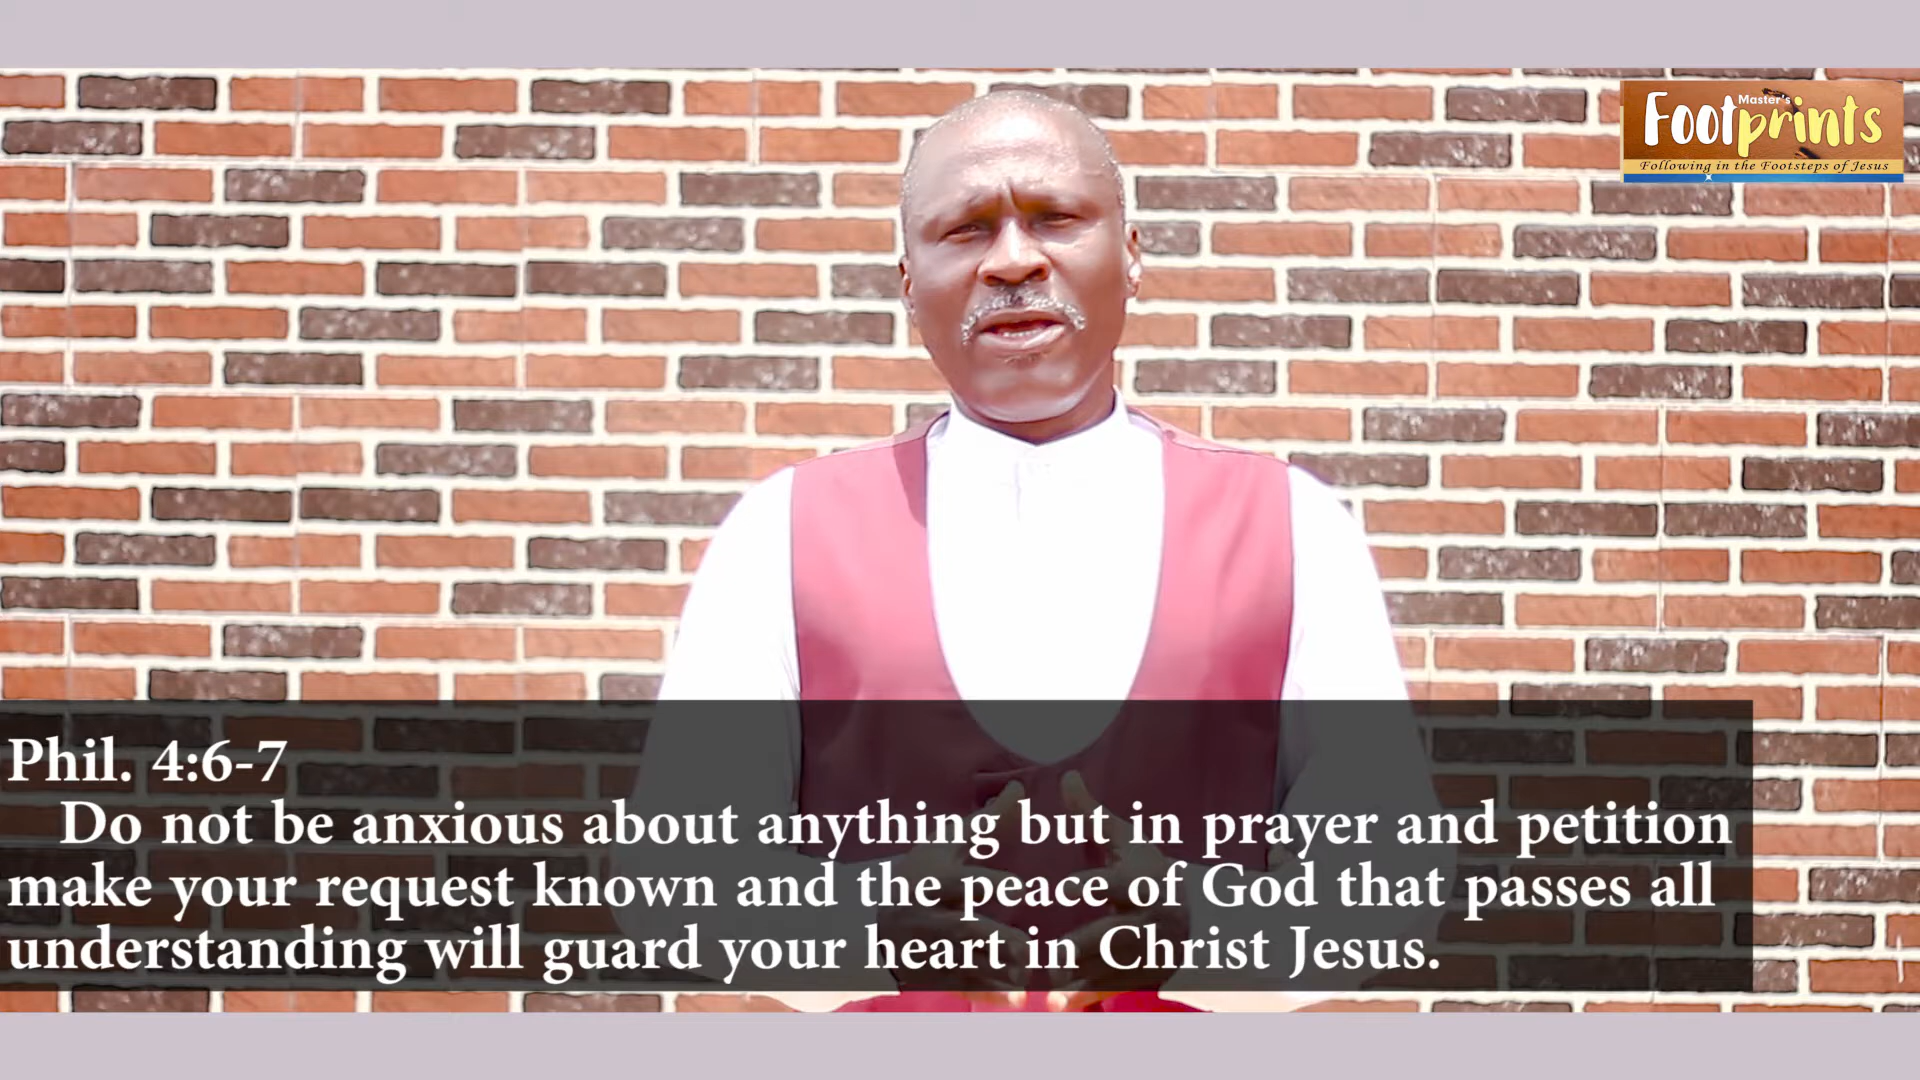 Master's
Footprints
Following in the Footsteps of Jesus
Phil. 4:6-7
Do not be anxious about anything but in prayer and petition
make your request known and the peace of God that passes all
understanding will guard your heart in Christ Jesus.